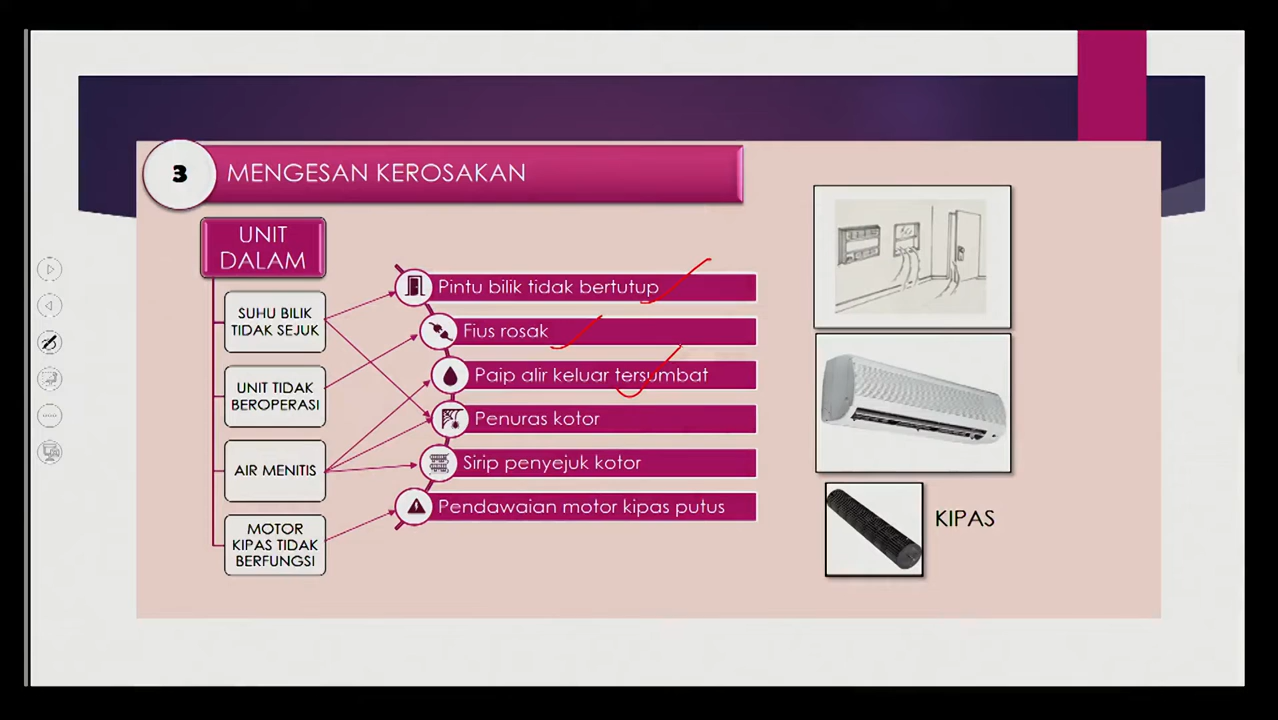 3
MENGESAN KEROSAKAN
UNIT
DALAM
SUHU BILIK
TIDAK SEJUK
UNIT TIDAK
BEROPERASI
AIR MENITIS
MOTOR
KIPAS TIDAK
BERFUNGSI
Pintu bilik tidak bertutup
Fius rosak
Paip alir keluar tersumbat
Penuras kotor
Sirip penyejuk kotor
Pendawaian motor kipas putus
KIPAS